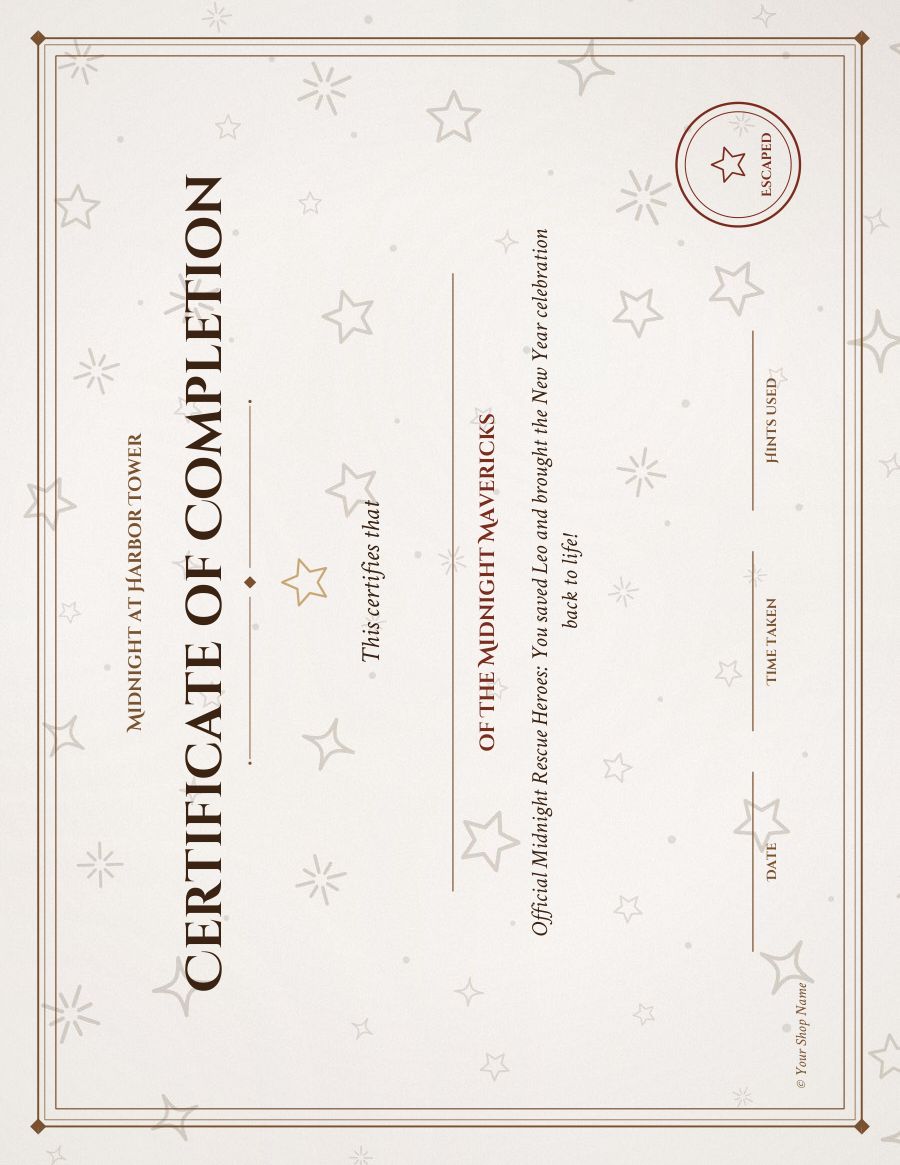 Midnight at Harbor Tower
Certificate of Completion
This certifies that
of the Midnight Mavericks
Official Midnight Rescue Heroes: You saved Leo and brought the New Year celebration
back to life!
Date
Time Taken
Hints Used
Escaped
© Your Shop Name